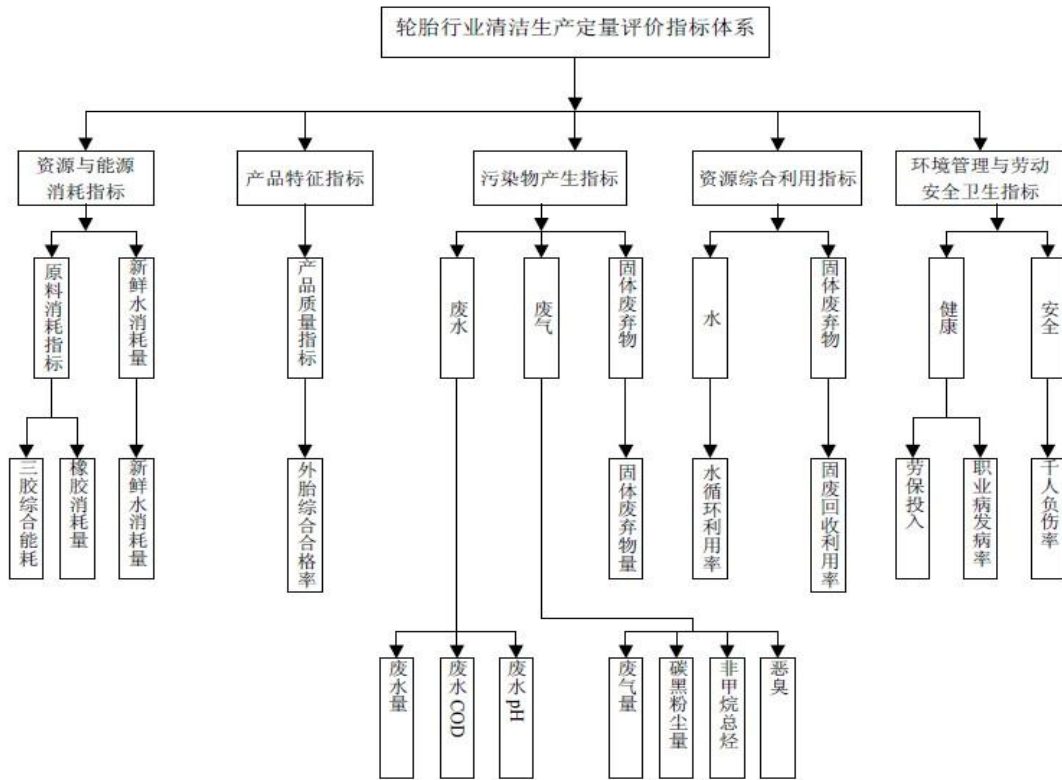 轮胎行业清洁生产定量评价指标体系
资源与能源
消耗指标
产品特征指标
污染物产生指标
资源综合利用指标
环境管理与劳动
安全卫生指标
原料消耗指标
新鲜水消耗量
产品质量指标
废水
废气
固体废弃物
水
固体废弃物
健康
安全
三胶综合能耗
橡胶消耗量
新鲜水消耗量
外胎综合合格率
固体废弃物量
水循环利用率
固废回收利用率
劳保投入
职业病发病率
千人负伤率
废水量
废水 COD
废水 pH
废气量
碳黑粉尘量
非甲烷总烃
恶臭